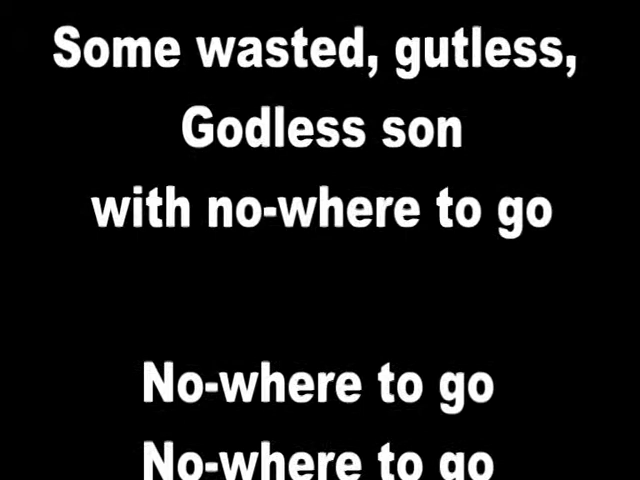 Some wasted, gutless,
Godless son
with no-where to go
No-where to go
No-where to go